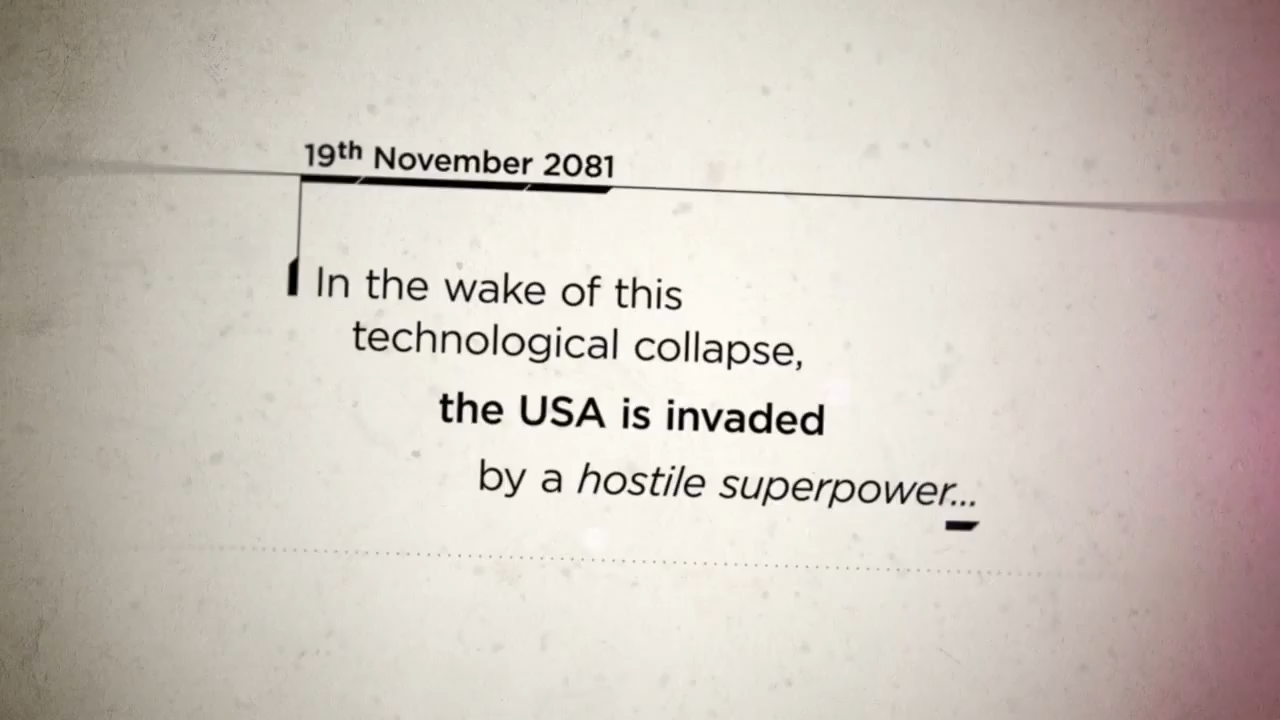 19th November 2081
In the wake of this
technological collapse,
the USA is invaded
by a hostile superpower...